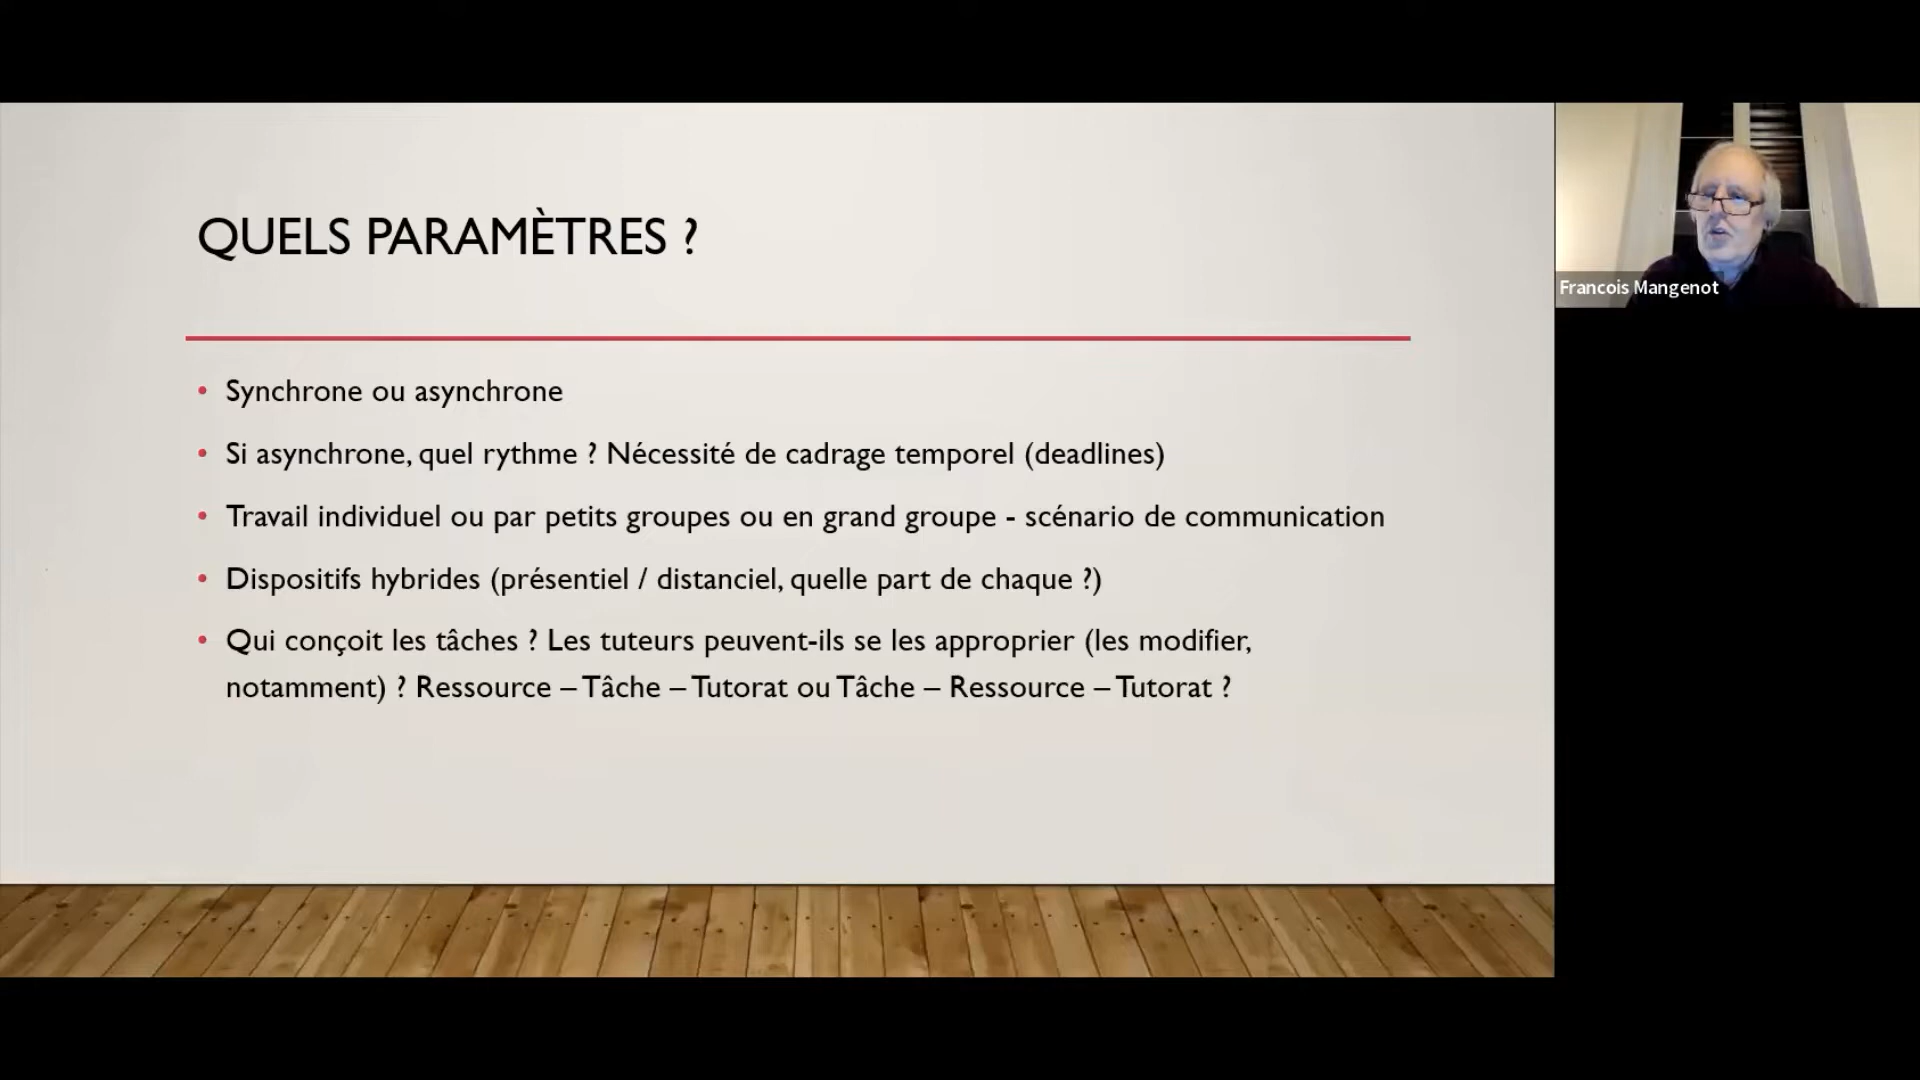 QUELS PARAMÈTRES ?
• Synchrone ou asynchrone
• Si asynchrone, quel rythme ? Nécessité de cadrage temporel (deadlines)
• Travail individuel ou par petits groupes ou en grand groupe - scénario de communication
• Dispositifs hybrides (présentiel / distanciel, quelle part de chaque ?)
• Qui conçoit les tâches ? Les tuteurs peuvent-ils se les approprier (les modifier,
notamment) ? Ressource – Tâche – Tutorat ou Tâche – Ressource – Tutorat ?
Francois Mangenot